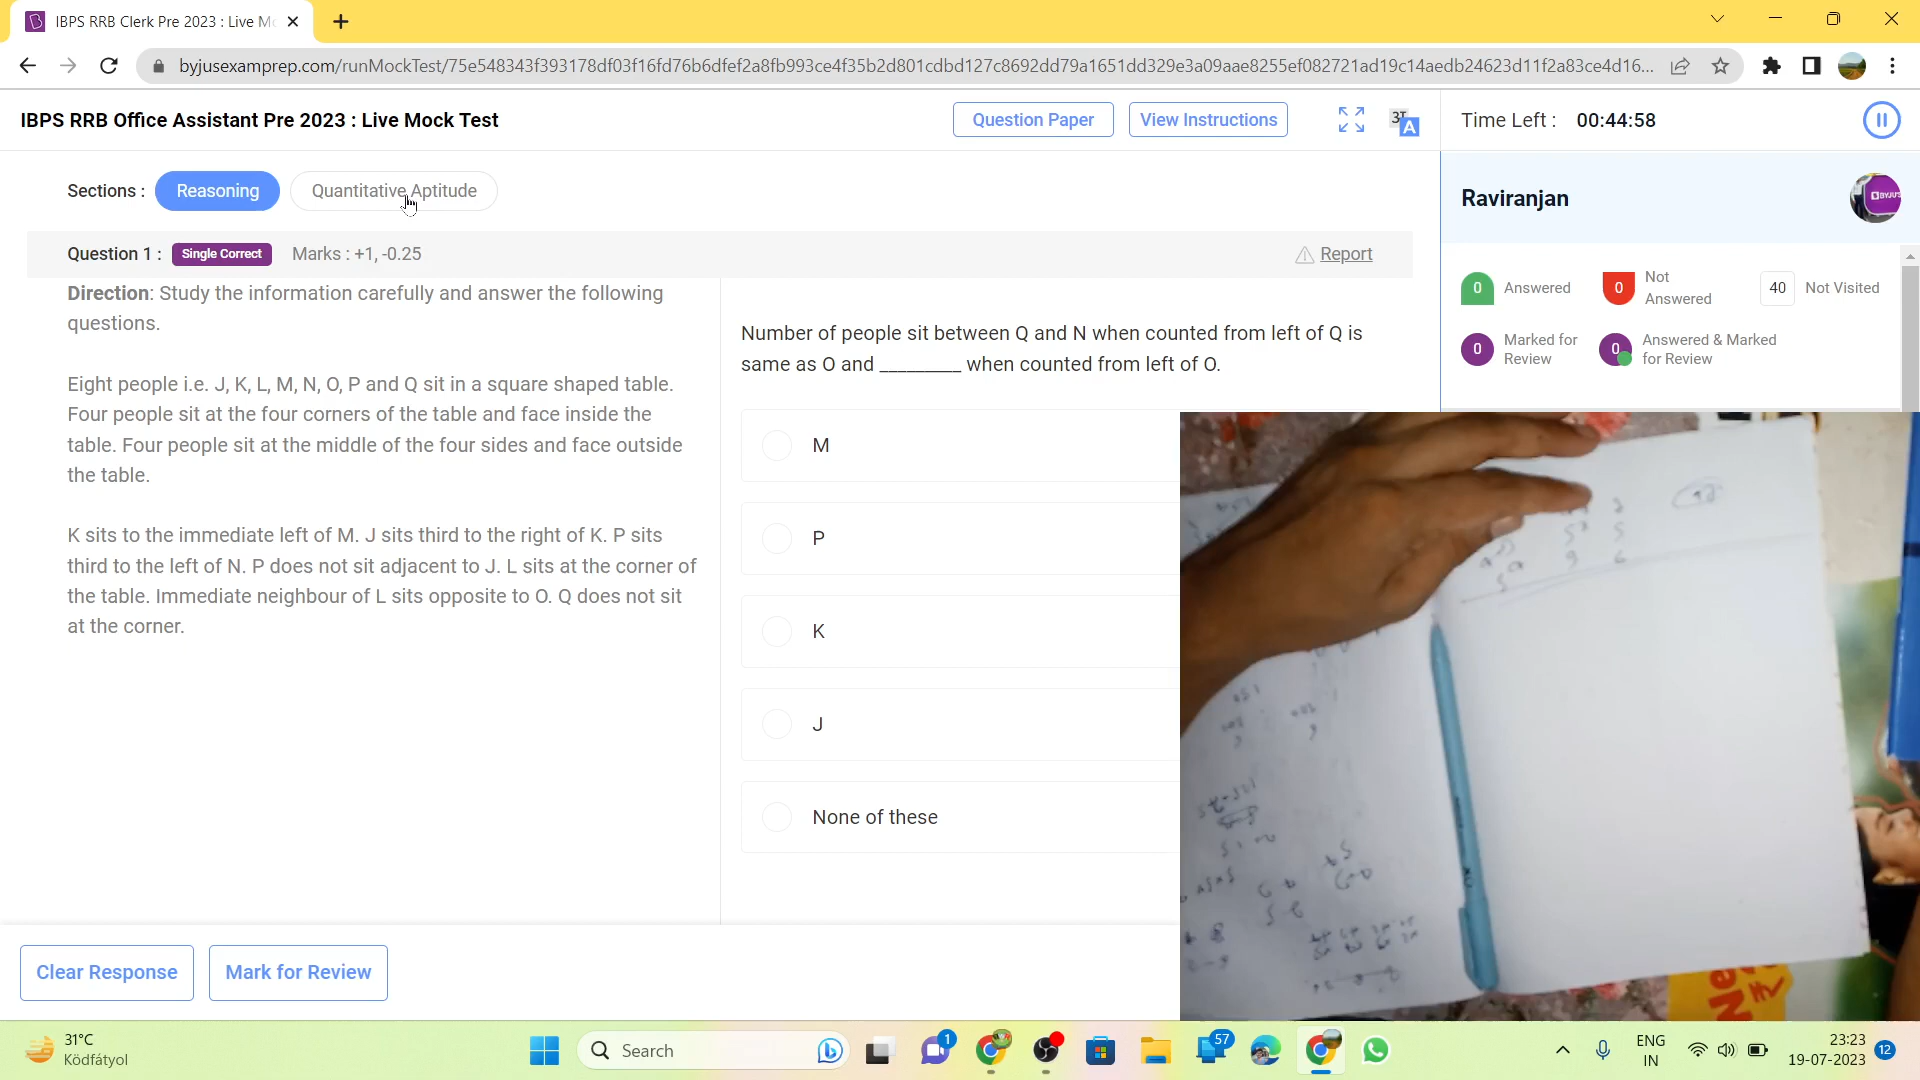 IBPS RRB Clerk Pre 2023 : Live M
byjusexamprep.com/runMockTest/75e548343f393178df03f16fd76b6dfef2a8fb993ce4f35b2d801cdbd127c8692dd79a1651dd329e3a09aae8255ef082721ad19c14aedb24623d11f2a83ce4d16...
IBPS RRB Office Assistant Pre 2023 : Live Mock Test
Question Paper
View Instructions
Time Left : 00:44:58
Sections :
Reasoning
Quantitative Aptitude
Raviranjan
Question 1 :
Single Correct
Marks : +1, -0.25
Report
0 Answered
0 Not Answered
40 Not Visited
0 Marked for Review
0 Answered & Marked for Review
Direction: Study the information carefully and answer the following
questions.
Eight people i.e. J, K, L, M, N, O, P and Q sit in a square shaped table.
Four people sit at the four corners of the table and face inside the
table. Four people sit at the middle of the four sides and face outside
the table.
K sits to the immediate left of M. J sits third to the right of K. P sits
third to the left of N. P does not sit adjacent to J. L sits at the corner of
the table. Immediate neighbour of L sits opposite to O. Q does not sit
at the corner.
Number of people sit between Q and N when counted from left of Q is
same as O and _________ when counted from left of O.
M
P
K
J
None of these
Clear Response
Mark for Review
31°C
Ködfátyol
Search
1
57
ENG
IN
23:23
19-07-2023
12